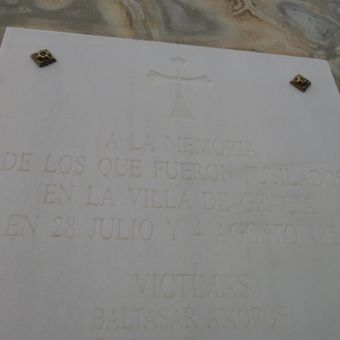 A LA MEMORIA
DE LOS QUE FUERON FUSILADOS
EN LA VILLA DE GRACIA
EN 28 JULIO Y 4 AGOSTO
VICTIMAS
BALTASAR AMOROS